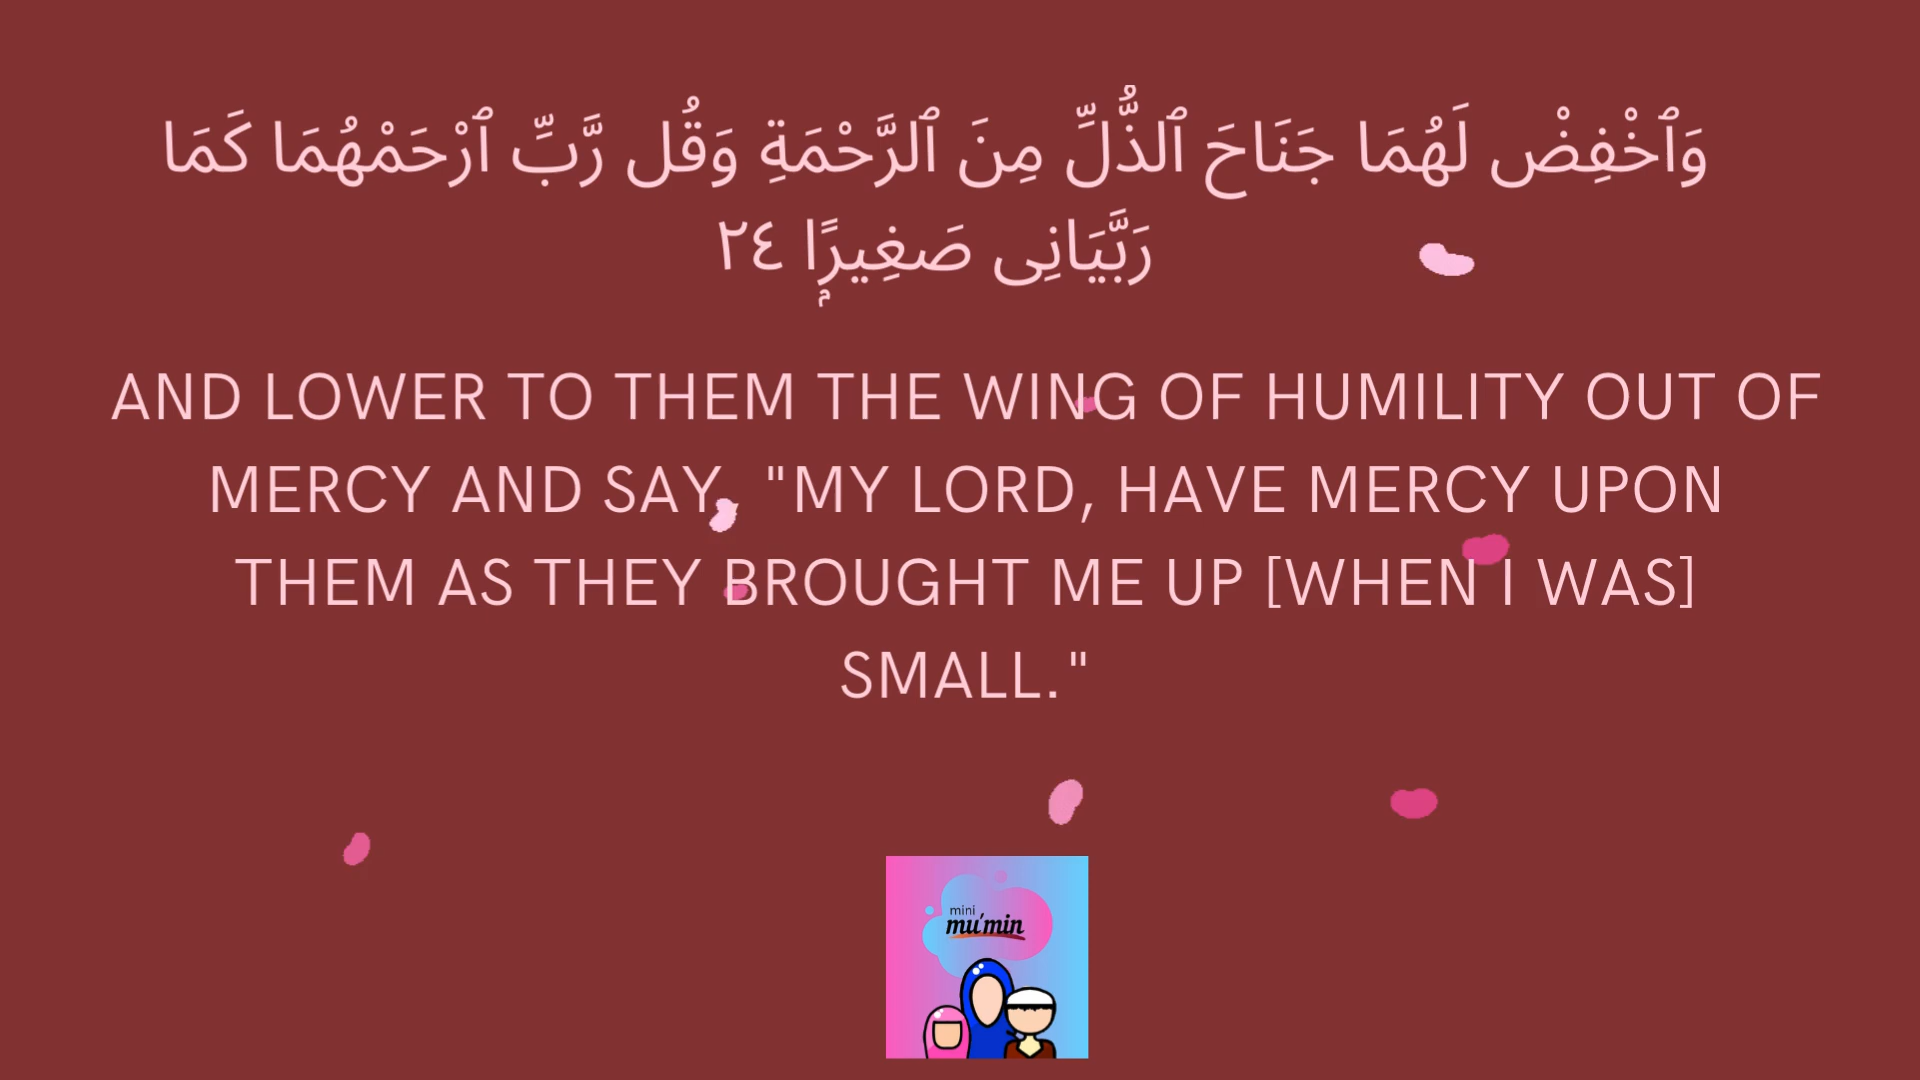 وَٱخْفِضْ لَهُمَا جَنَاحَ ٱلذُّلِّ مِنَ ٱلرَّحْمَةِ وَقُل رَّبِّ ٱرْحَمْهُمَا كَمَا
رَبَّيَانِى صَغِيرًۭا ٢٤
AND LOWER TO THEM THE WING OF HUMILITY OUT OF
MERCY AND SAY, "MY LORD, HAVE MERCY UPON
THEM AS THEY BROUGHT ME UP [WHEN I WAS]
SMALL."
mini
mu'min